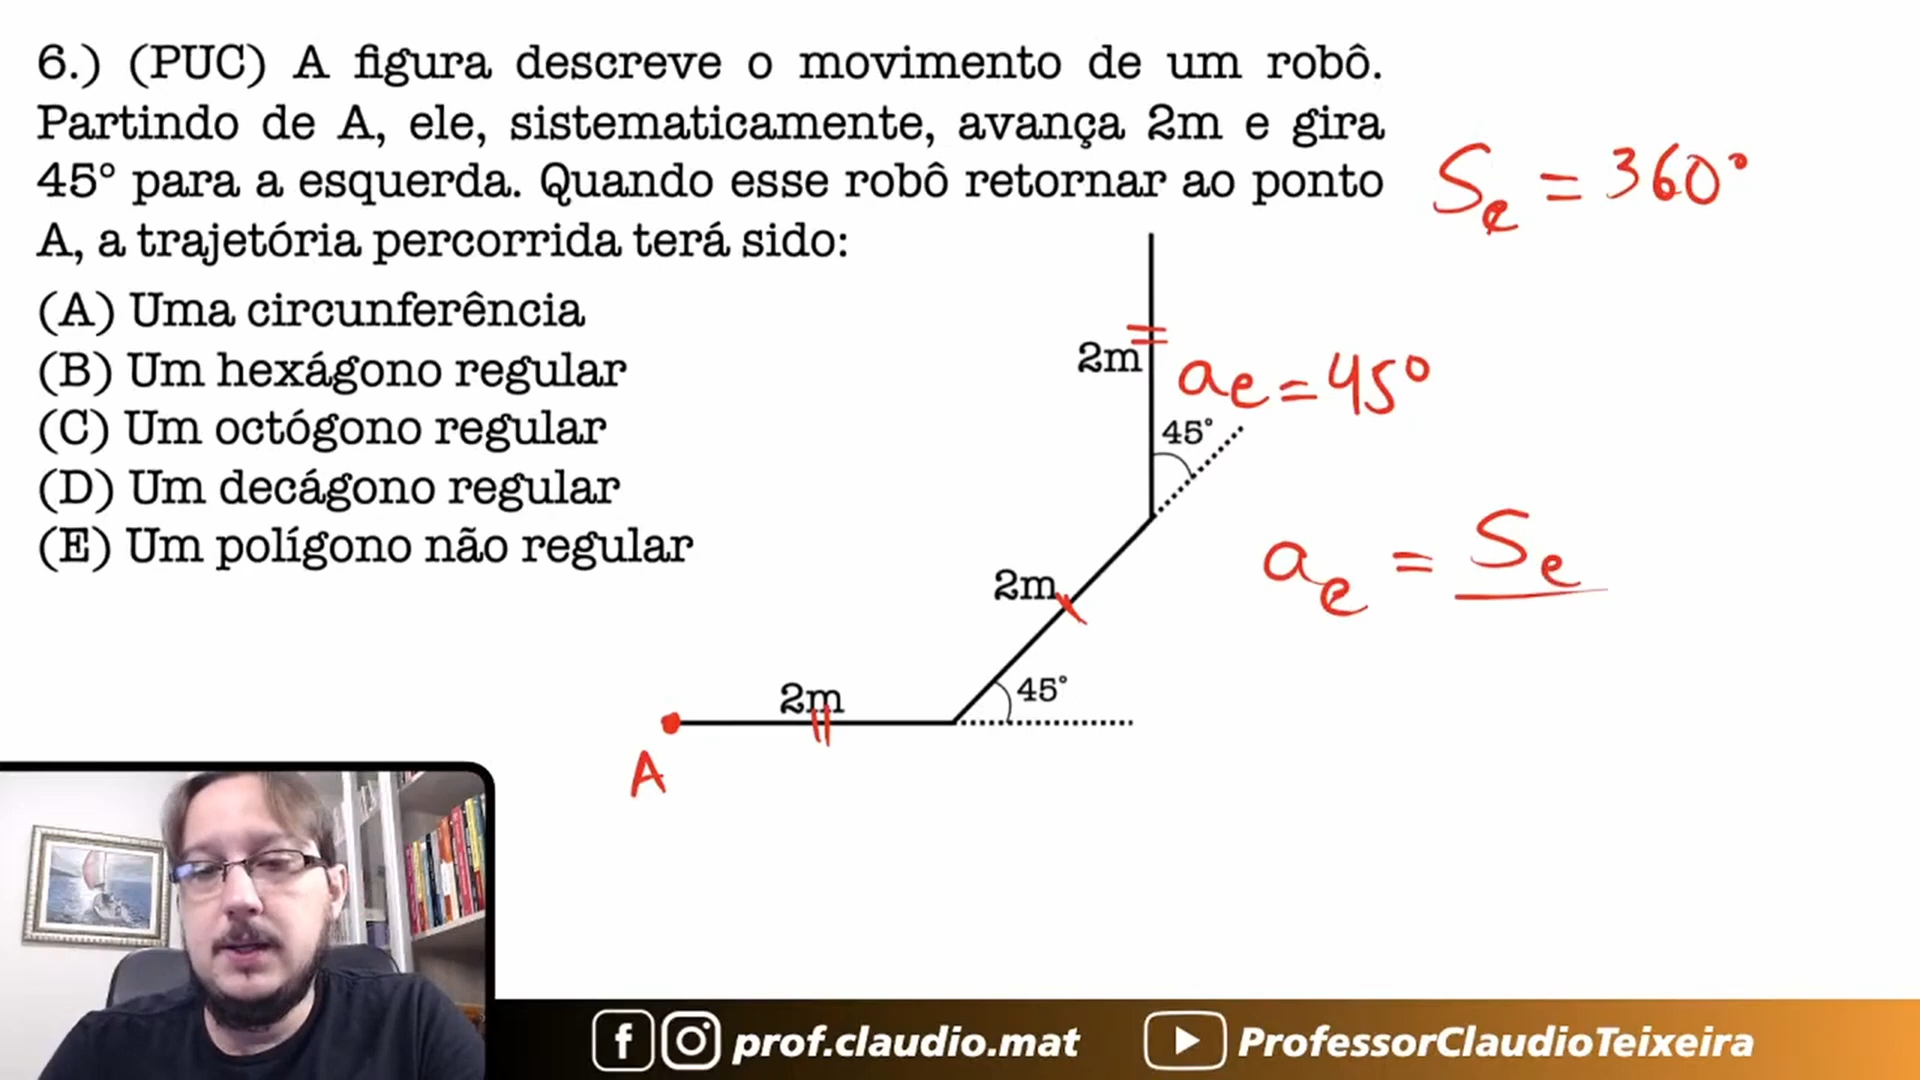 6.) (PUC) A figura descreve o movimento de um robô.
Partindo de A, ele, sistematicamente, avança 2m e gira
45° para a esquerda. Quando esse robô retornar ao ponto
A, a trajetória percorrida terá sido:
(A) Uma circunferência
(B) Um hexágono regular
(C) Um octógono regular
(D) Um decágono regular
(E) Um polígono não regular
Se = 360°
2m
ae = 45°
45°
ae = Se
2m
45°
2m
A
prof.claudio.mat
ProfessorClaudioTeixeira